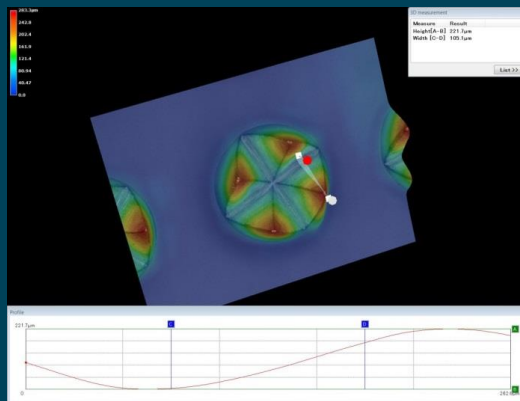 283.3μm
242.8
202.4
161.9
121.4
80.94
40.47
0.0
3D measurement
Measure Result
Height[A-B] 221.7μm
Width [C-D] 105.1μm
List >>
Profile
221.7μm
C D
A
0